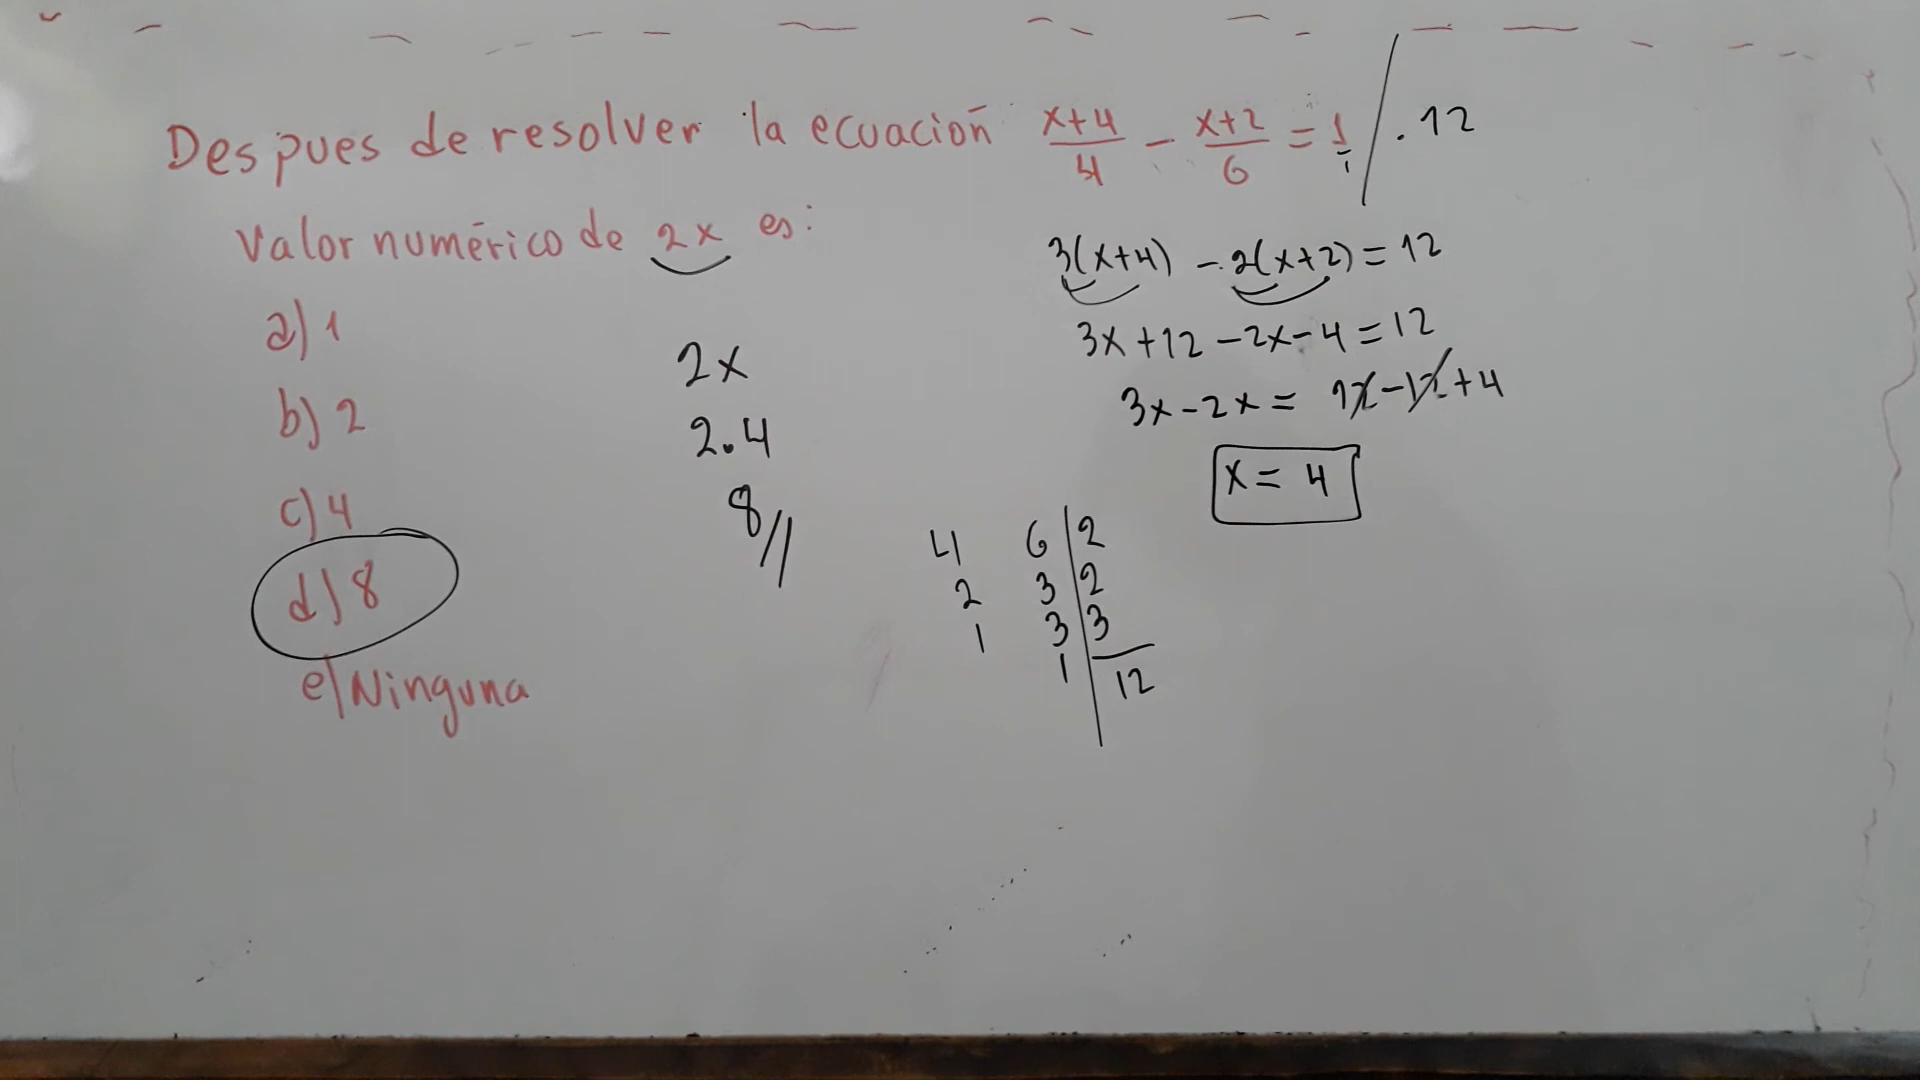 Despues de resolver la ecuación x+4/4 - x+2/6 = 1/1 / . 12
Valor numérico de 2x es:
a) 1
b) 2
c) 4
d) 8
e) Ninguna
2x
2.4
8//
3(x+4) - 2(x+2) = 12
3x + 12 - 2x - 4 = 12
3x - 2x = 12 - 12 + 4
x = 4
4 6 | 2
2 3 | 2
1 3 | 3
1 | 12